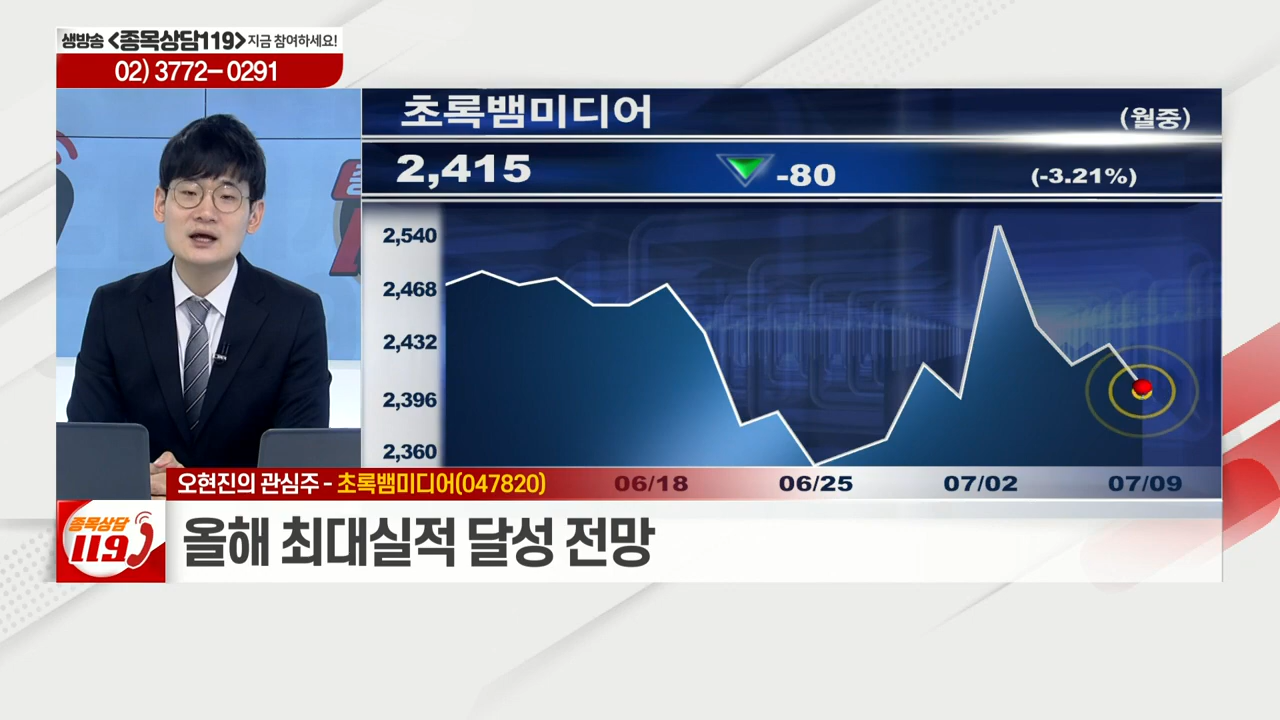 생방송 <종목상담119> 지금 참여하세요!
02) 3772-0291
초록뱀미디어
(월중)
2,415
-80
(-3.21%)
2,540
2,468
2,432
2,396
2,360
06/18
06/25
07/02
07/09
오현진의 관심주 - 초록뱀미디어(047820)
종목상담
119
올해 최대실적 달성 전망